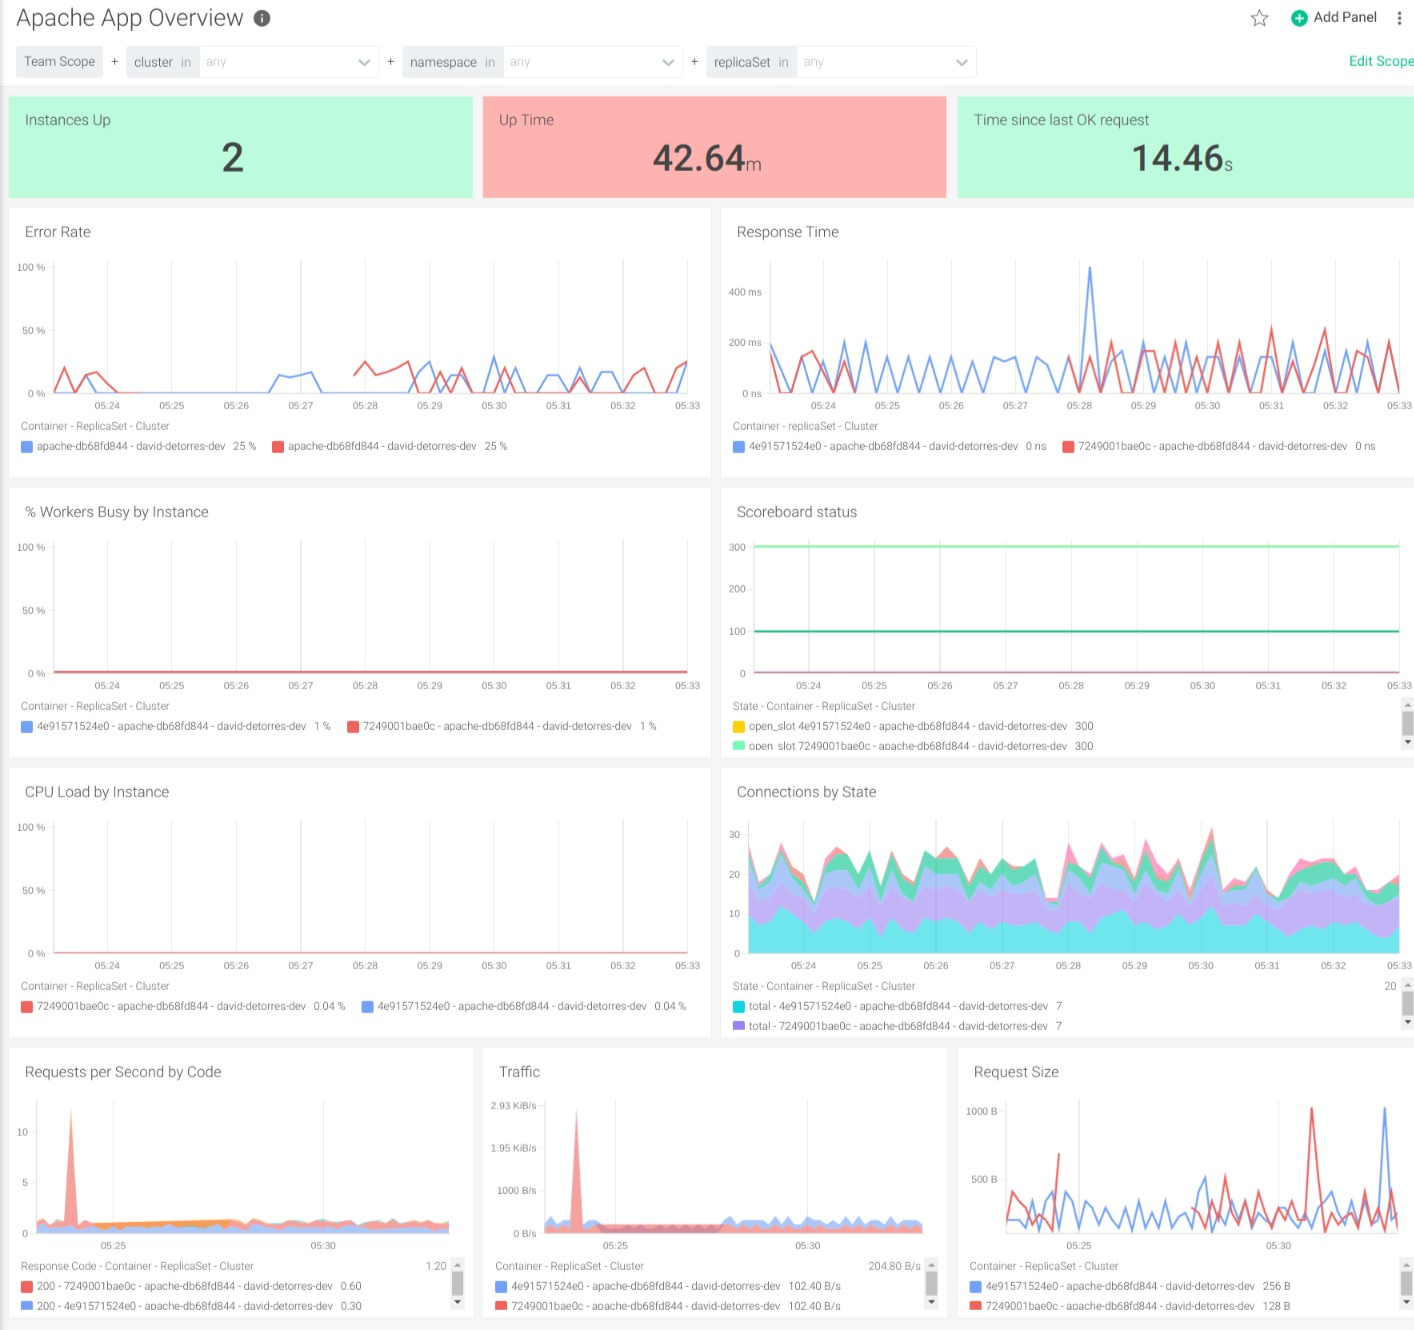 Apache App Overview
Add Panel
Team Scope + cluster in any + namespace in any + replicaSet in any Edit Scope
Instances Up
2
Up Time
42.64m
Time since last OK request
14.46s
Error Rate
100 %
50 %
0 %
05:24 05:25 05:26 05:27 05:28 05:29 05:30 05:31 05:32 05:33
Container - ReplicaSet - Cluster
apache-db68fd844 - david-detorres-dev 25 % apache-db68fd844 - david-detorres-dev 25 %
Response Time
400 ms
200 ms
0 ns
05:24 05:25 05:26 05:27 05:28 05:29 05:30 05:31 05:32 05:33
Container - replicaSet - Cluster
4e91571524e0 - apache-db68fd844 - david-detorres-dev 0 ns 7249001bae0c - apache-db68fd844 - david-detorres-dev 0 ns
% Workers Busy by Instance
100 %
50 %
0 %
05:24 05:25 05:26 05:27 05:28 05:29 05:30 05:31 05:32 05:33
Container - ReplicaSet - Cluster
4e91571524e0 - apache-db68fd844 - david-detorres-dev 1 % 7249001bae0c - apache-db68fd844 - david-detorres-dev 1 %
Scoreboard status
300
200
100
0
05:24 05:25 05:26 05:27 05:28 05:29 05:30 05:31 05:32 05:33
State - Container - ReplicaSet - Cluster
open_slot 4e91571524e0 - apache-db68fd844 - david-detorres-dev 300
open_slot 7249001bae0c - apache-db68fd844 - david-detorres-dev 300
CPU Load by Instance
100 %
50 %
0 %
05:24 05:25 05:26 05:27 05:28 05:29 05:30 05:31 05:32 05:33
Container - ReplicaSet - Cluster
7249001bae0c - apache-db68fd844 - david-detorres-dev 0.04 % 4e91571524e0 - apache-db68fd844 - david-detorres-dev 0.04 %
Connections by State
30
20
10
0
05:24 05:25 05:26 05:27 05:28 05:29 05:30 05:31 05:32 05:33
State - Container - ReplicaSet - Cluster 20
total - 4e91571524e0 - apache-db68fd844 - david-detorres-dev 7
total - 7249001bae0c - apache-db68fd844 - david-detorres-dev 7
Requests per Second by Code
10
5
0
05:25 05:30
Response Code - Container - ReplicaSet - Cluster 1.20
200 - 7249001bae0c - apache-db68fd844 - david-detorres-dev 0.60
200 - 4e91571524e0 - apache-db68fd844 - david-detorres-dev 0.30
Traffic
2.93 KiB/s
1.95 KiB/s
1000 B/s
0 B/s
05:25 05:30
Container - ReplicaSet - Cluster 204.80 B/s
4e91571524e0 - apache-db68fd844 - david-detorres-dev 102.40 B/s
7249001bae0c - apache-db68fd844 - david-detorres-dev 102.40 B/s
Request Size
1000 B
500 B
05:25 05:30
Container - ReplicaSet - Cluster
4e91571524e0 - apache-db68fd844 - david-detorres-dev 256 B
7249001bae0c - apache-db68fd844 - david-detorres-dev 128 B